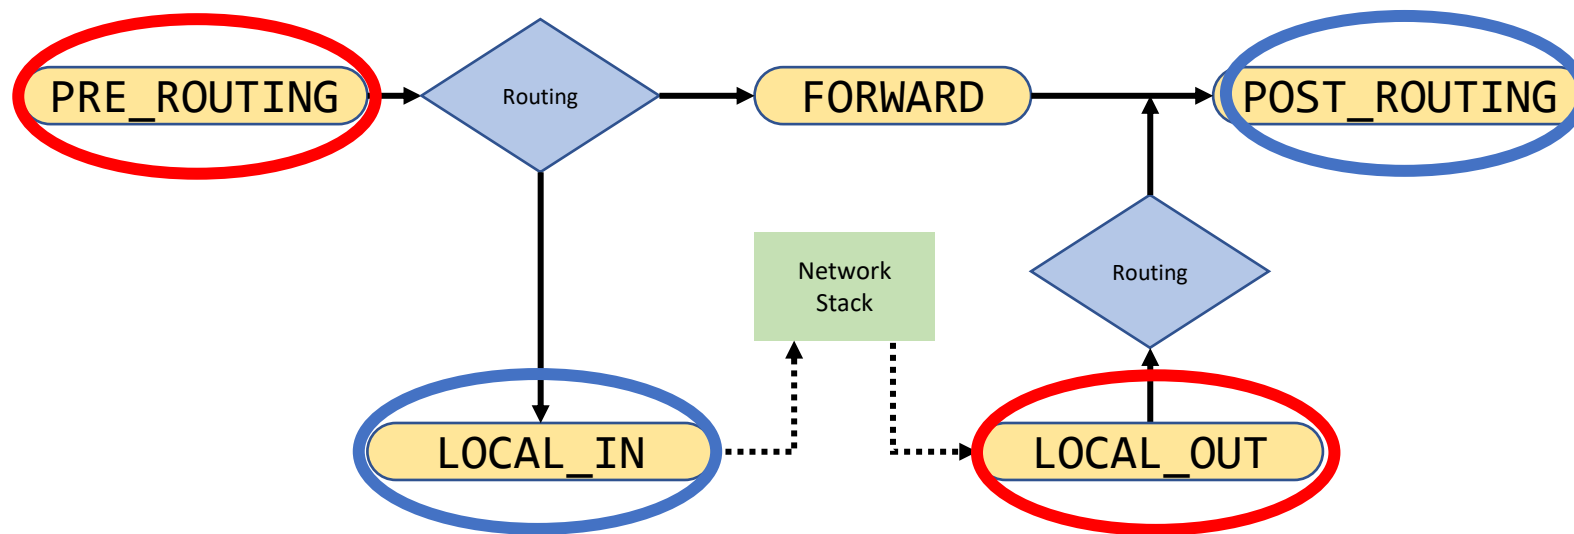 PRE_ROUTING
Routing
FORWARD
POST_ROUTING
Network
Stack
Routing
LOCAL_IN
LOCAL_OUT